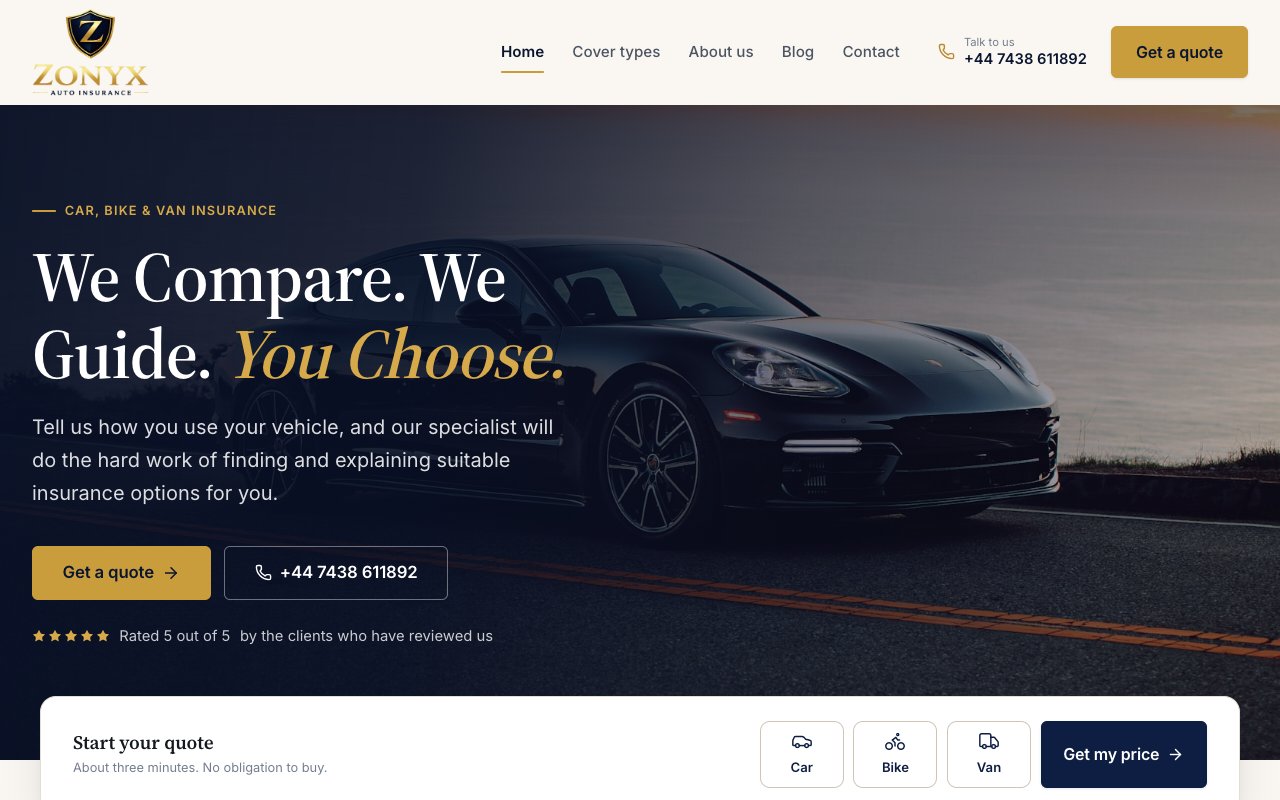 Z
ZONYX
AUTO INSURANCE
Home
Cover types
About us
Blog
Contact
Talk to us
+44 7438 611892
Get a quote
CAR, BIKE & VAN INSURANCE
We Compare. We
Guide. You Choose.
Tell us how you use your vehicle, and our specialist will
do the hard work of finding and explaining suitable
insurance options for you.
Get a quote
+44 7438 611892
Rated 5 out of 5 by the clients who have reviewed us
Start your quote
About three minutes. No obligation to buy.
Car
Bike
Van
Get my price